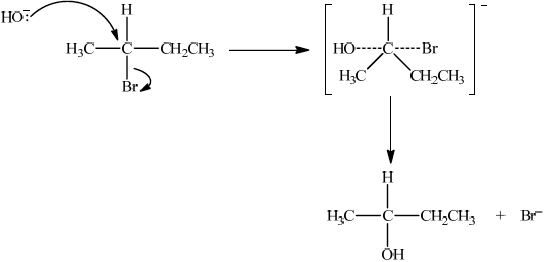 HO:⁻
H
H₃C C CH₂CH₃
Br
H
HO C Br
H₃C CH₂CH₃
−
H
H₃C C CH₂CH₃ + Br⁻
OH